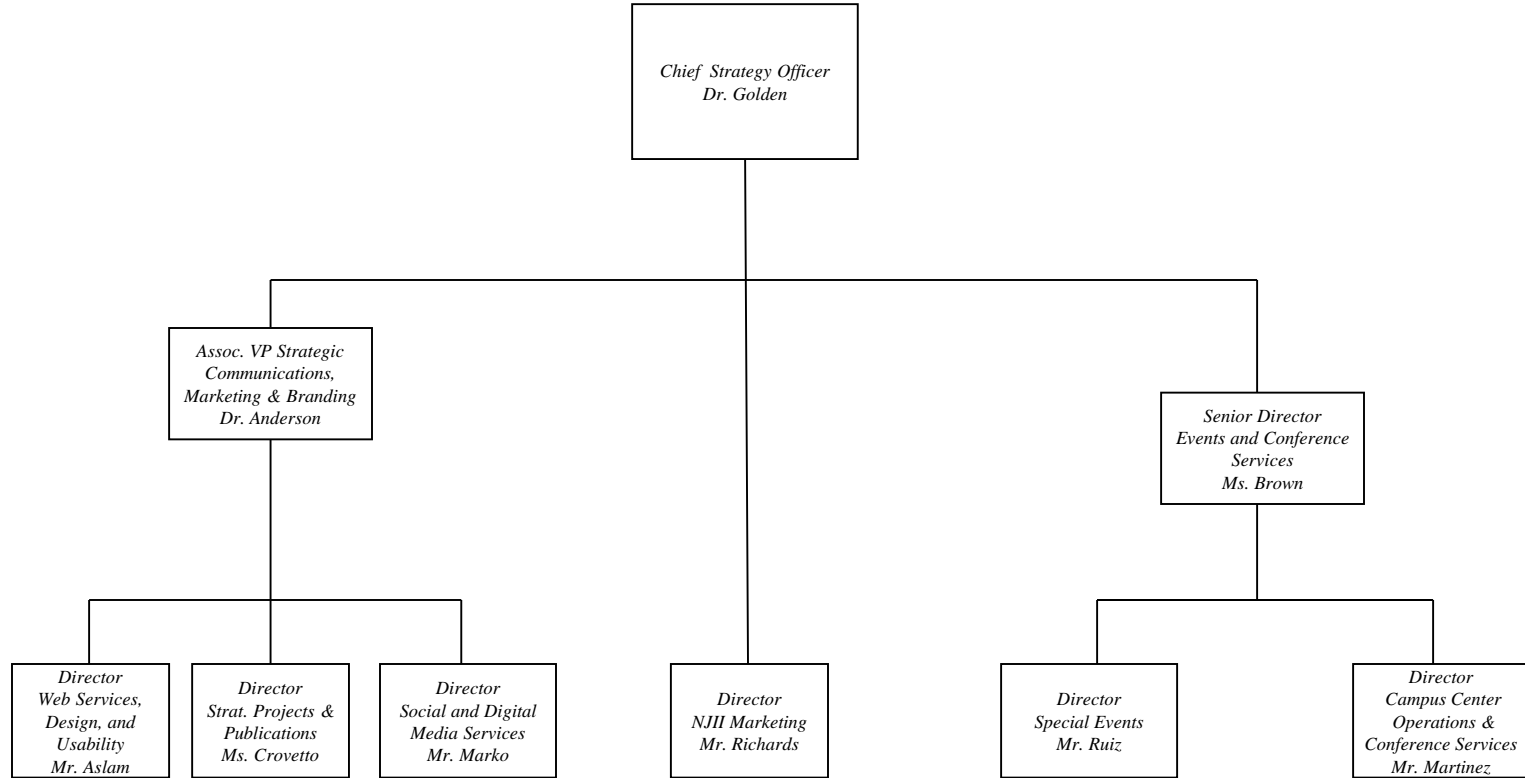 Chief Strategy Officer
Dr. Golden
Assoc. VP Strategic
Communications,
Marketing & Branding
Dr. Anderson
Senior Director
Events and Conference
Services
Ms. Brown
Director
Web Services,
Design, and
Usability
Mr. Aslam
Director
Strat. Projects &
Publications
Ms. Crovetto
Director
Social and Digital
Media Services
Mr. Marko
Director
NJII Marketing
Mr. Richards
Director
Special Events
Mr. Ruiz
Director
Campus Center
Operations &
Conference Services
Mr. Martinez